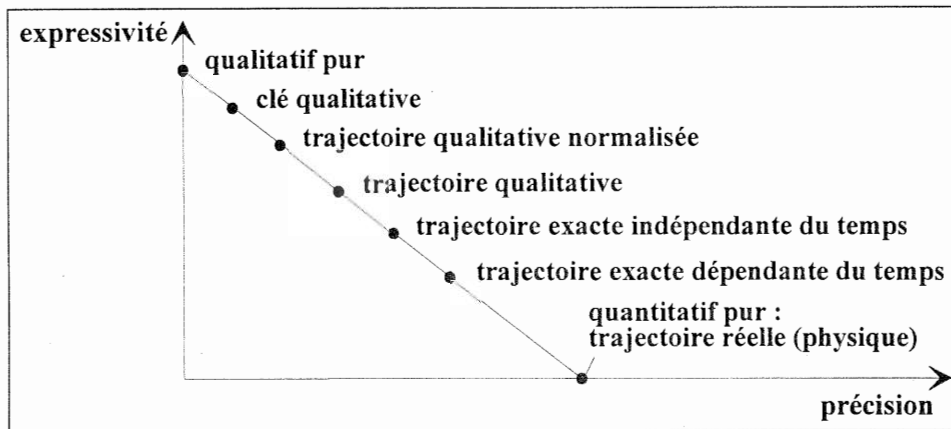 expressivité
qualitatif pur
clé qualitative
trajectoire qualitative normalisée
trajectoire qualitative
trajectoire exacte indépendante du temps
trajectoire exacte dépendante du temps
quantitatif pur :
trajectoire réelle (physique)
précision